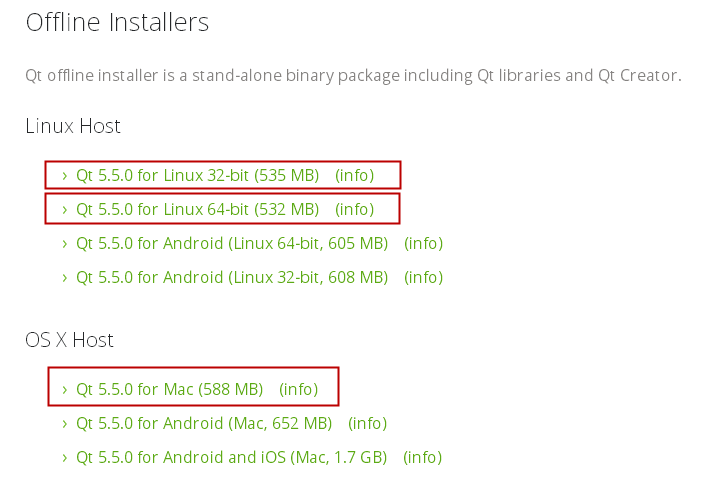 Offline Installers
Qt offline installer is a stand-alone binary package including Qt libraries and Qt Creator.
Linux Host
› Qt 5.5.0 for Linux 32-bit (535 MB) (info)
› Qt 5.5.0 for Linux 64-bit (532 MB) (info)
› Qt 5.5.0 for Android (Linux 64-bit, 605 MB) (info)
› Qt 5.5.0 for Android (Linux 32-bit, 608 MB) (info)
OS X Host
› Qt 5.5.0 for Mac (588 MB) (info)
› Qt 5.5.0 for Android (Mac, 652 MB) (info)
› Qt 5.5.0 for Android and iOS (Mac, 1.7 GB) (info)